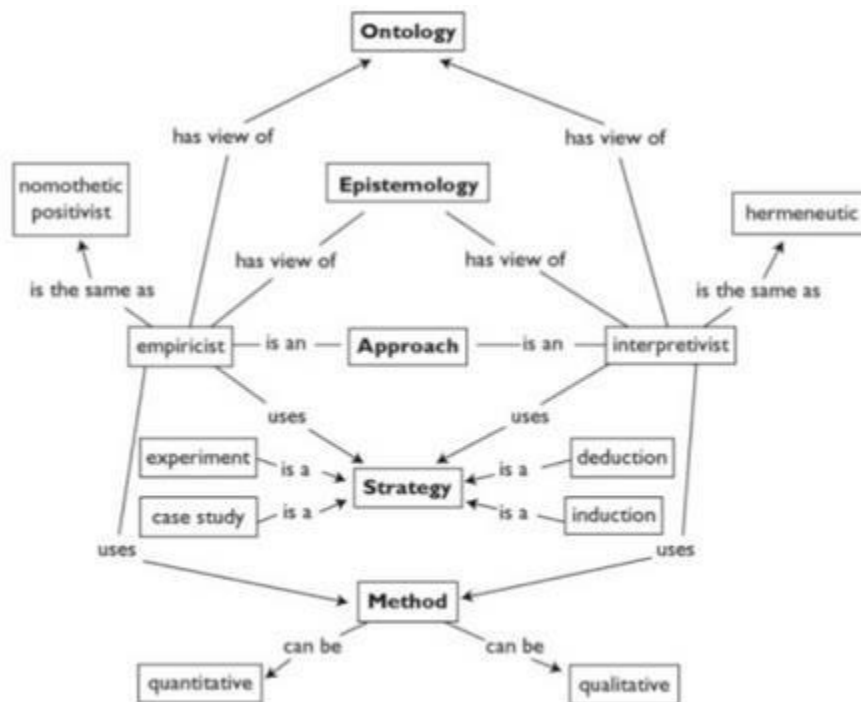 Ontology
has view of
has view of
nomothetic
positivist
Epistemology
hermeneutic
has view of
has view of
is the same as
is the same as
empiricist
is an
Approach
is an
interpretivist
uses
uses
experiment
is a
Strategy
is a
deduction
case study
is a
is a
induction
uses
uses
Method
can be
can be
quantitative
qualitative